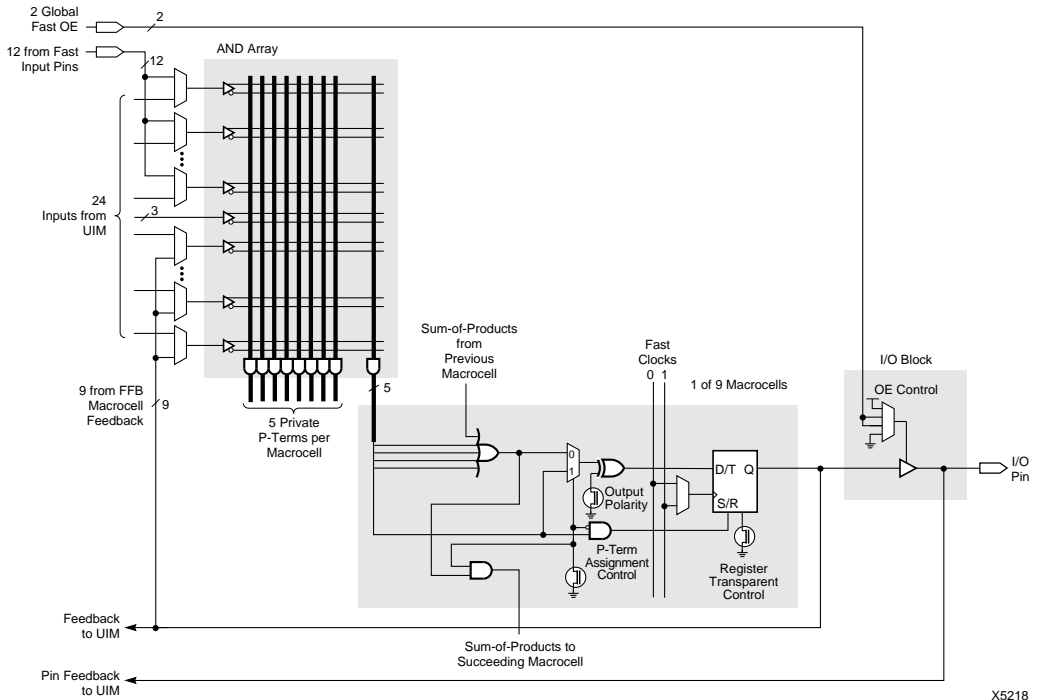 2 Global
Fast OE
2
12 from Fast
Input Pins
12
AND Array
24
Inputs from
UIM
3
9 from FFB
Macrocell
Feedback
9
5 Private
P-Terms per
Macrocell
5
Sum-of-Products
from
Previous
Macrocell
Fast
Clocks
0 1
1 of 9 Macrocells
I/O Block
OE Control
I/O
Pin
0
1
Output
Polarity
D/T Q
S/R
P-Term
Assignment
Control
Register
Transparent
Control
Feedback
to UIM
Sum-of-Products to
Succeeding Macrocell
Pin Feedback
to UIM
X5218